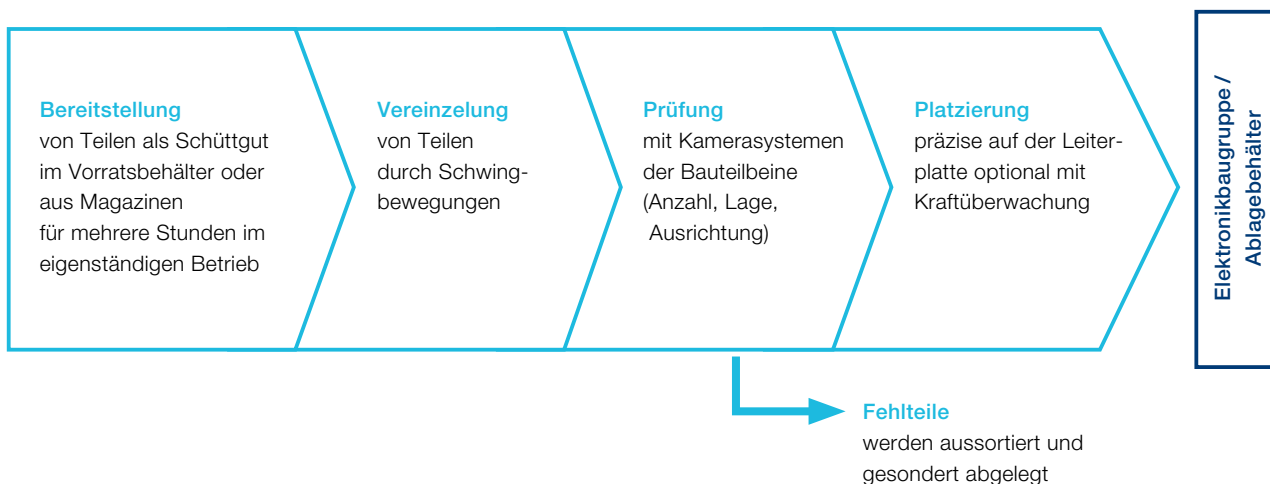 Bereitstellung
von Teilen als Schüttgut
im Vorratsbehälter oder
aus Magazinen
für mehrere Stunden im
eigenständigen Betrieb
Vereinzelung
von Teilen
durch Schwing-
bewegungen
Prüfung
mit Kamerasystemen
der Bauteilbeine
(Anzahl, Lage,
Ausrichtung)
Platzierung
präzise auf der Leiter-
platte optional mit
Kraftüberwachung
Elektronikbaugruppe /
Ablagebehälter
Fehlteile
werden aussortiert und
gesondert abgelegt